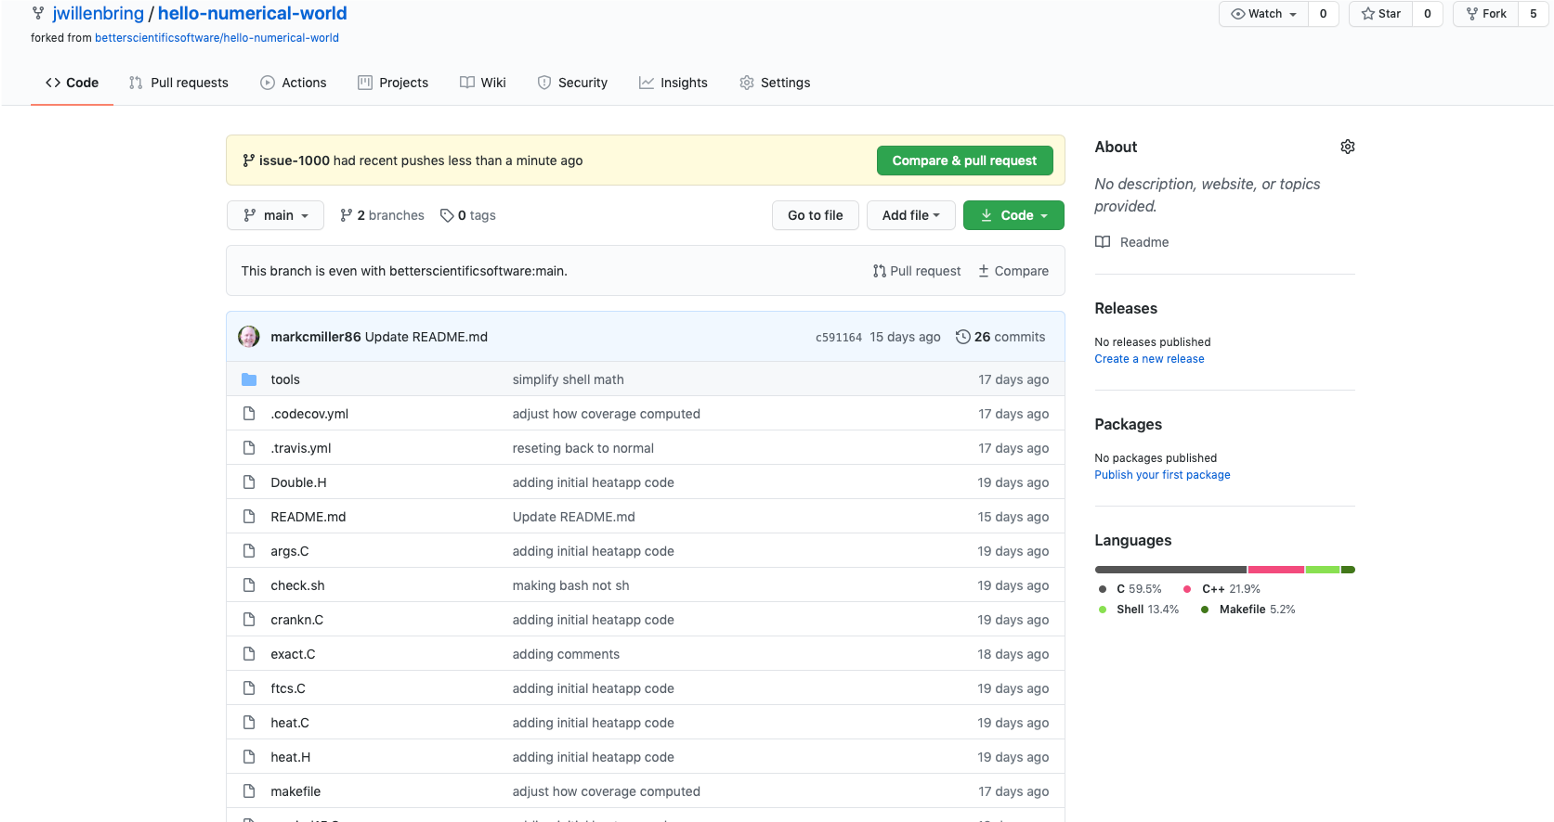 jwillenbring / hello-numerical-world
Watch 0 Star 0 Fork 5
forked from betterscientificsoftware/hello-numerical-world
Code Pull requests Actions Projects Wiki Security Insights Settings
issue-1000 had recent pushes less than a minute ago Compare & pull request
main 2 branches 0 tags Go to file Add file Code
This branch is even with betterscientificsoftware:main. Pull request Compare
markcmiller86 Update README.md c591164 15 days ago 26 commits
tools simplify shell math 17 days ago
.codecov.yml adjust how coverage computed 17 days ago
.travis.yml reseting back to normal 17 days ago
Double.H adding initial heatapp code 19 days ago
README.md Update README.md 15 days ago
args.C adding initial heatapp code 19 days ago
check.sh making bash not sh 19 days ago
crankn.C adding initial heatapp code 19 days ago
exact.C adding comments 18 days ago
ftcs.C adding initial heatapp code 19 days ago
heat.C adding initial heatapp code 19 days ago
heat.H adding initial heatapp code 19 days ago
makefile adjust how coverage computed 17 days ago
About
No description, website, or topics
provided.
Readme
Releases
No releases published
Create a new release
Packages
No packages published
Publish your first package
Languages
C 59.5% C++ 21.9%
Shell 13.4% Makefile 5.2%